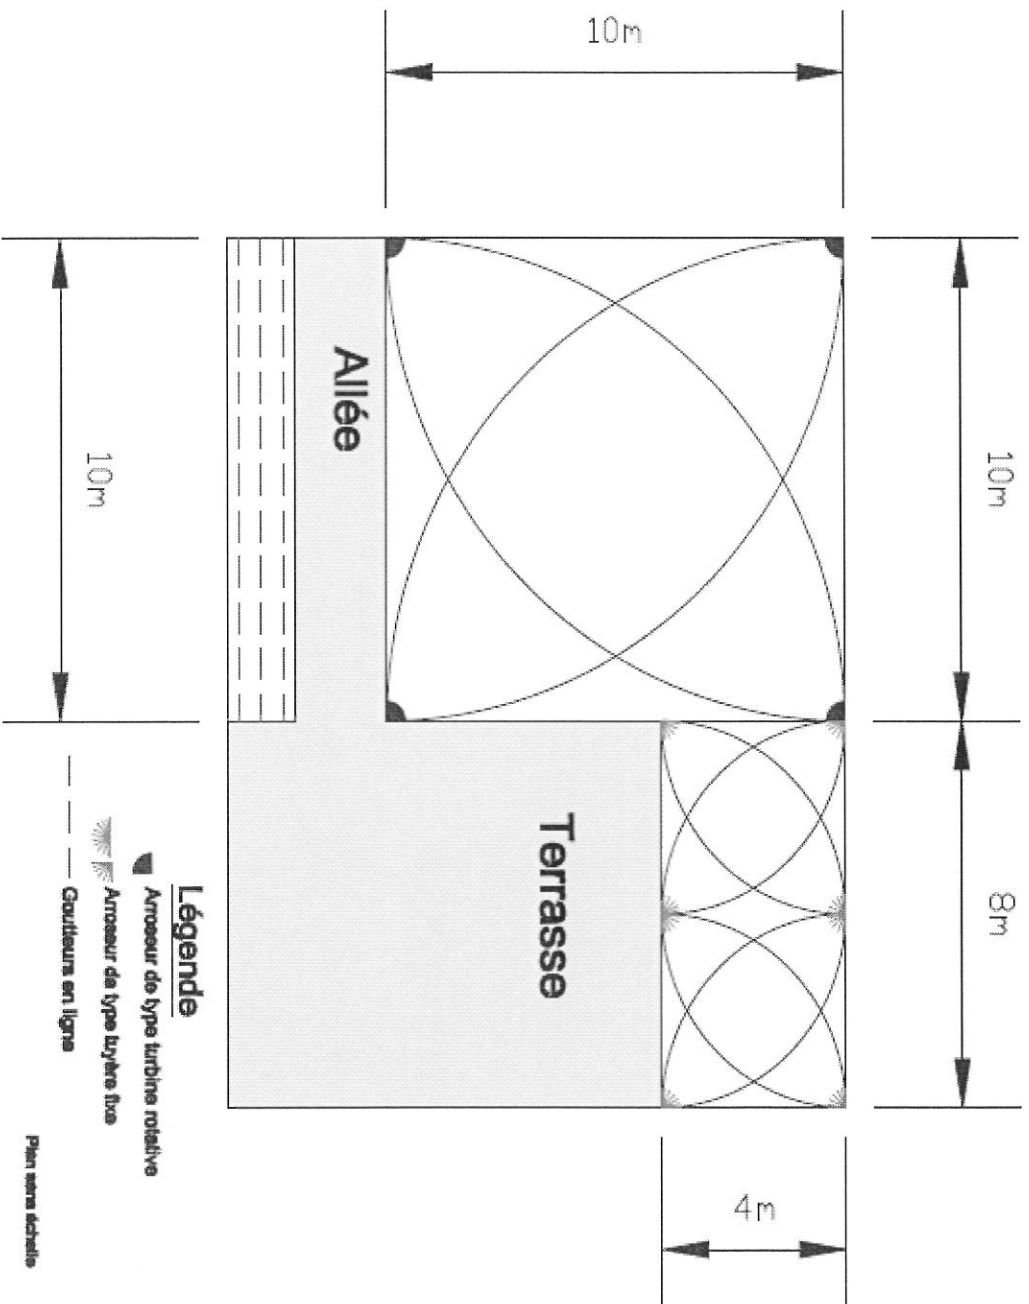 10m
8m
10m
4m
Allée
Terrasse
10m
Légende
Arroseur de type turbine rotative
Arroseur de type tuyère fixe
Goutteurs en ligne
Plan sans échelle